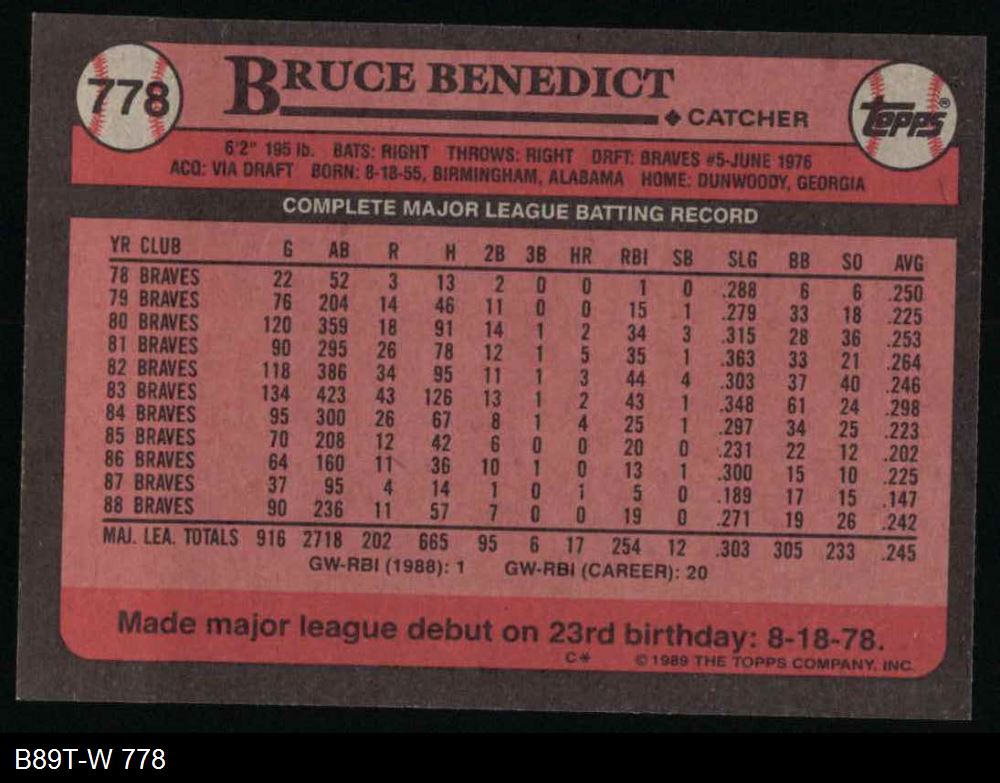 778
BRUCE BENEDICT
◆ CATCHER
Topps®
6'2" 195 lb. BATS: RIGHT THROWS: RIGHT DRFT: BRAVES #5-JUNE 1976
ACQ: VIA DRAFT BORN: 8-18-55, BIRMINGHAM, ALABAMA HOME: DUNWOODY, GEORGIA
COMPLETE MAJOR LEAGUE BATTING RECORD
YR CLUB G AB R H 2B 3B HR RBI SB SLG BB SO AVG
78 BRAVES 22 52 3 13 2 0 0 1 0 .288 6 6 .250
79 BRAVES 76 204 14 46 11 0 0 15 1 .279 33 18 .225
80 BRAVES 120 359 18 91 14 1 2 34 3 .315 28 36 .253
81 BRAVES 90 295 26 78 12 1 5 35 1 .363 33 21 .264
82 BRAVES 118 386 34 95 11 1 3 44 4 .303 37 40 .246
83 BRAVES 134 423 43 126 13 1 2 43 1 .348 61 24 .298
84 BRAVES 95 300 26 67 8 1 4 25 1 .297 34 25 .223
85 BRAVES 70 208 12 42 6 0 0 20 0 .231 22 12 .202
86 BRAVES 64 160 11 36 10 1 0 13 1 .300 15 10 .225
87 BRAVES 37 95 4 14 1 0 1 5 0 .189 17 15 .147
88 BRAVES 90 236 11 57 7 0 0 19 0 .271 19 26 .242
MAJ. LEA. TOTALS 916 2718 202 665 95 6 17 254 12 .303 305 233 .245
GW-RBI (1988): 1 GW-RBI (CAREER): 20
Made major league debut on 23rd birthday: 8-18-78.
C* © 1989 THE TOPPS COMPANY, INC.
B89T-W 778